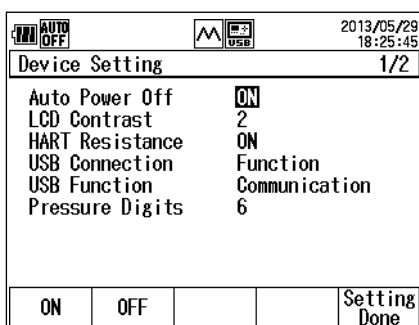 AUTO OFF USB 2013/05/29 18:25:45
Device Setting 1/2
Auto Power Off ON
LCD Contrast 2
HART Resistance ON
USB Connection Function
USB Function Communication
Pressure Digits 6
ON OFF Setting Done